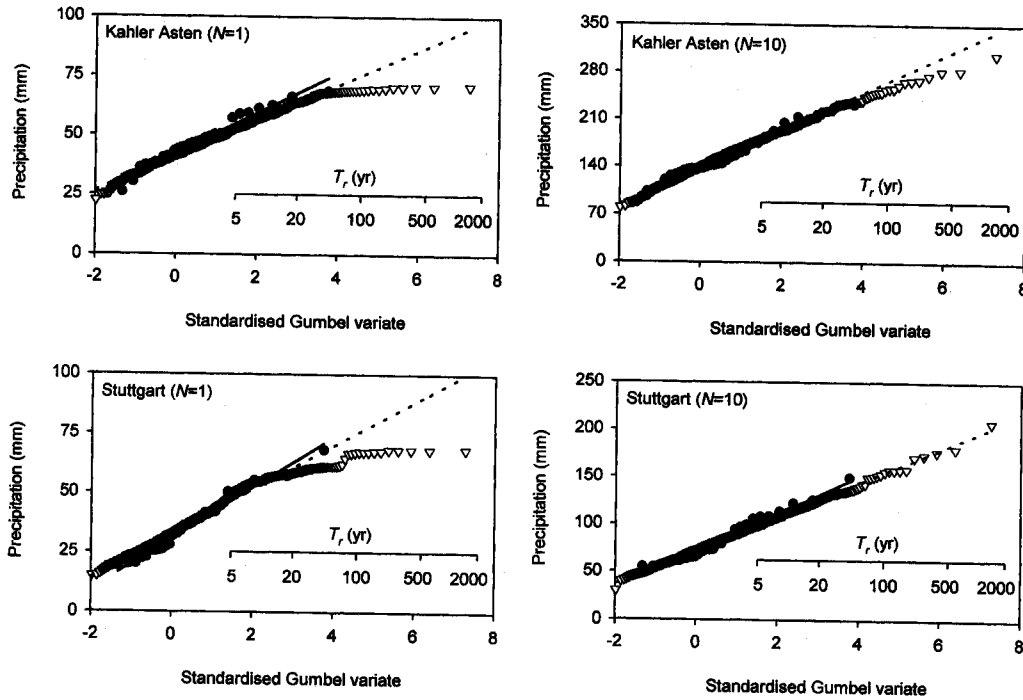 Kahler Asten (N=1)
Precipitation (mm)
100
75
50
25
0
Tr (yr)
5 20 100 500 2000
-2 0 2 4 6 8
Standardised Gumbel variate
Kahler Asten (N=10)
Precipitation (mm)
350
280
210
140
70
0
Tr (yr)
5 20 100 500 2000
-2 0 2 4 6 8
Standardised Gumbel variate
Stuttgart (N=1)
Precipitation (mm)
100
75
50
25
0
Tr (yr)
5 20 100 500 2000
-2 0 2 4 6 8
Standardised Gumbel variate
Stuttgart (N=10)
Precipitation (mm)
250
200
150
100
50
0
Tr (yr)
5 20 100 500 2000
-2 0 2 4 6 8
Standardised Gumbel variate